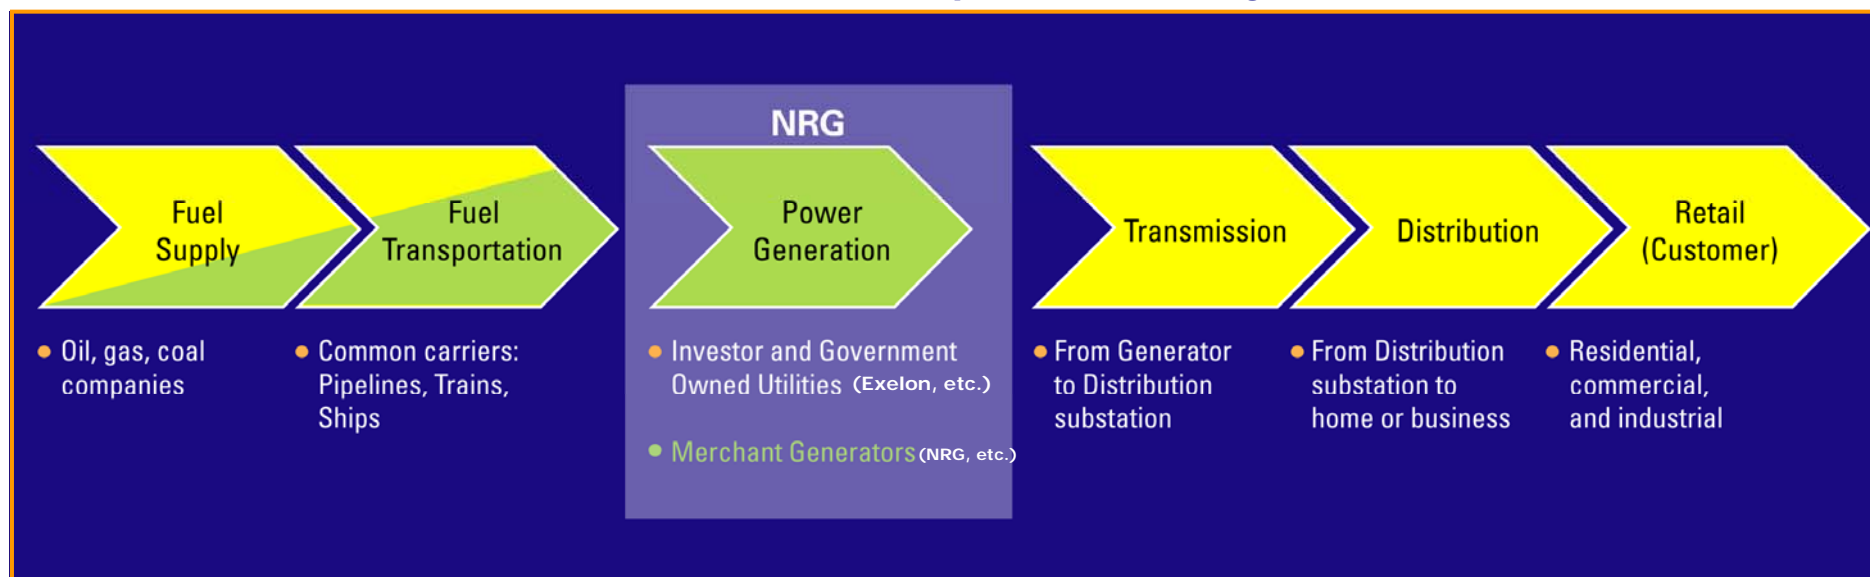 NRG
Fuel
Supply
Fuel
Transportation
Power
Generation
Transmission
Distribution
Retail
(Customer)
• Oil, gas, coal
companies
• Common carriers:
Pipelines, Trains,
Ships
• Investor and Government
Owned Utilities (Exelon, etc.)
• Merchant Generators (NRG, etc.)
• From Generator
to Distribution
substation
• From Distribution
substation to
home or business
• Residential,
commercial,
and industrial